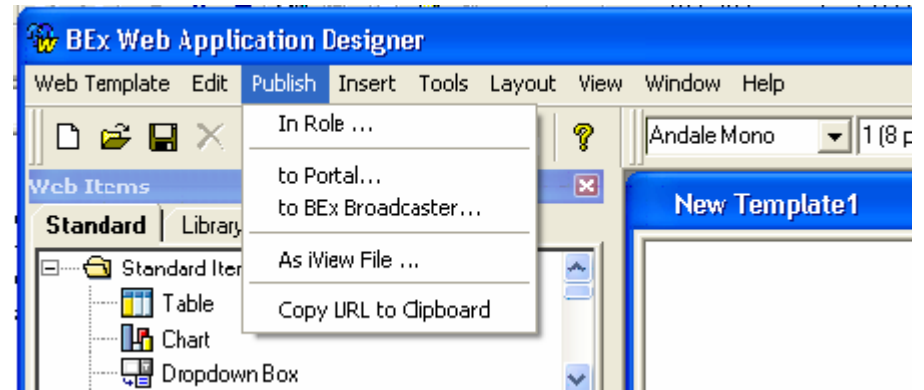 BEx Web Application Designer
Web Template Edit Publish Insert Tools Layout View Window Help
In Role ...
Andale Mono 1 (8 p
to Portal...
to BEx Broadcaster...
Web Items
New Template1
Standard Library
As iView File ...
Standard Iter
Table
Copy URL to Clipboard
Chart
Dropdown Box